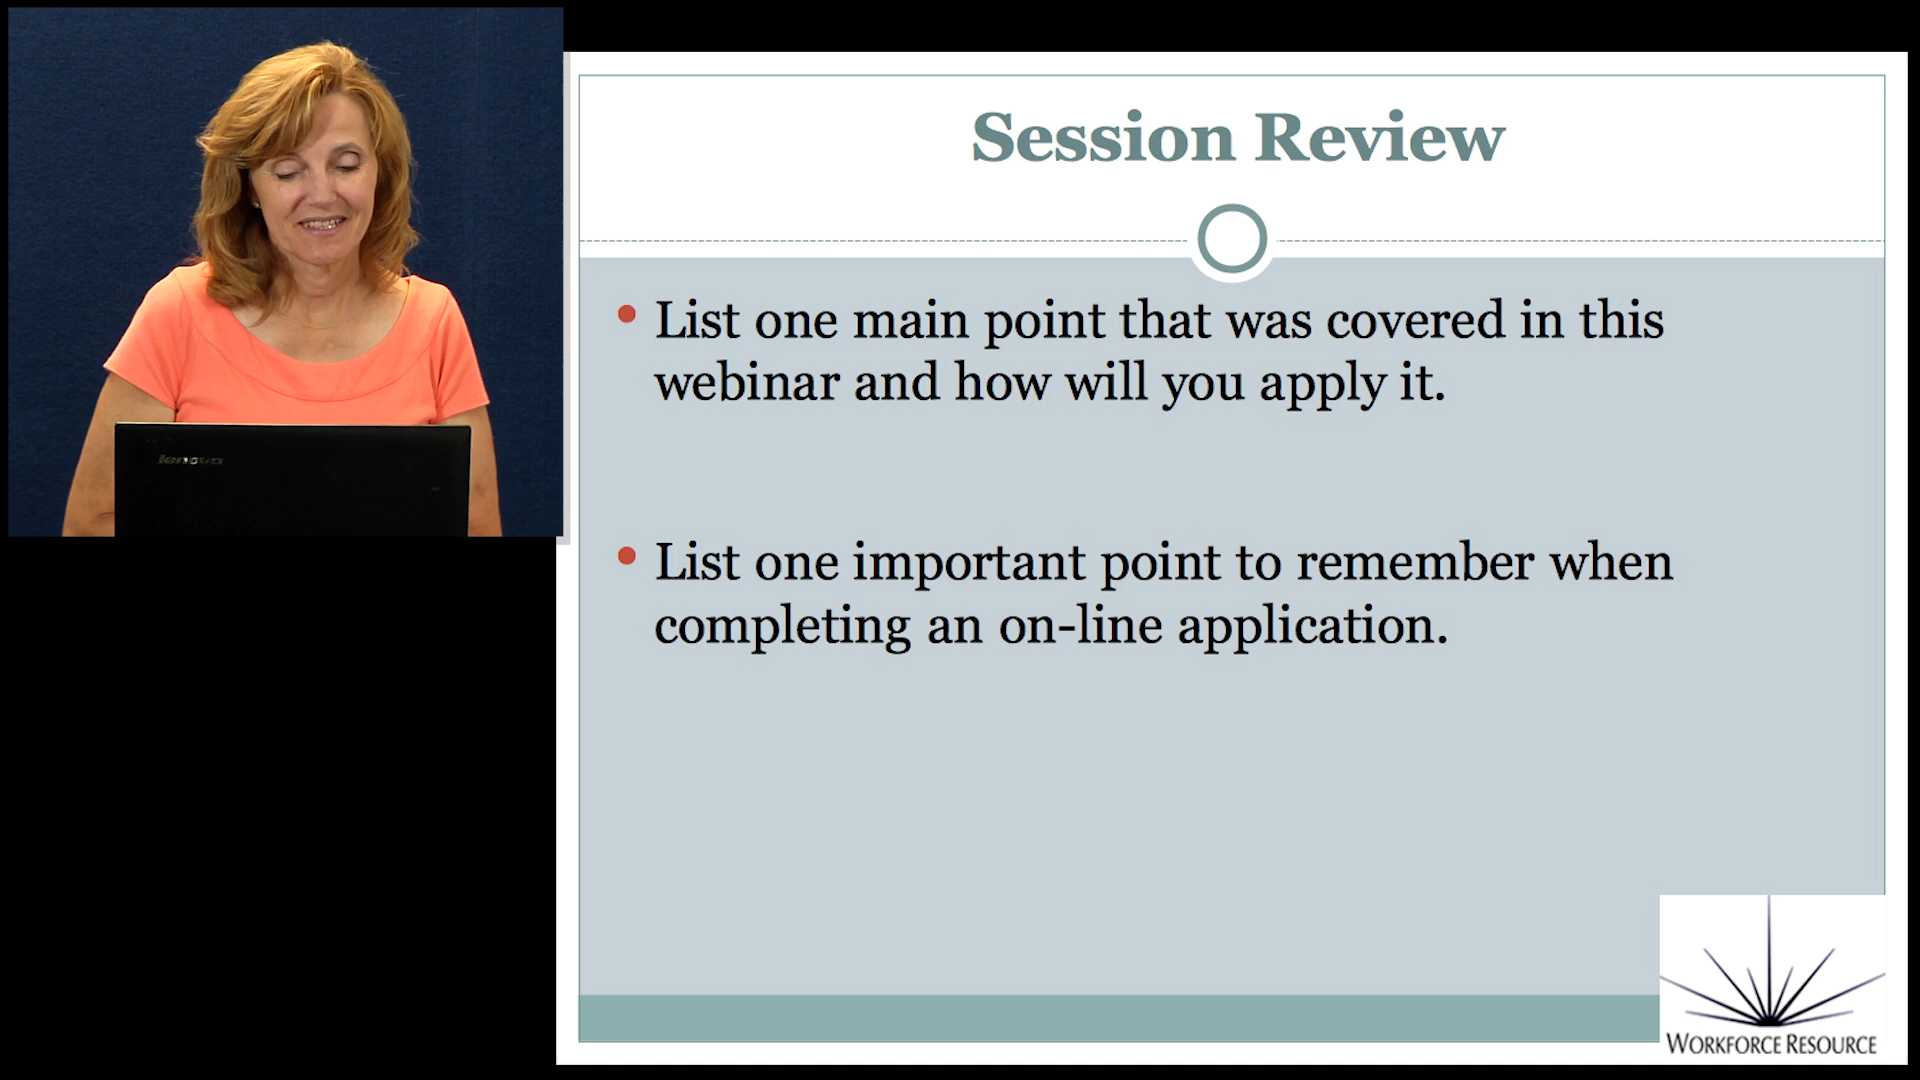 lenovo
Session Review
• List one main point that was covered in this
webinar and how will you apply it.
• List one important point to remember when
completing an on-line application.
WORKFORCE RESOURCE